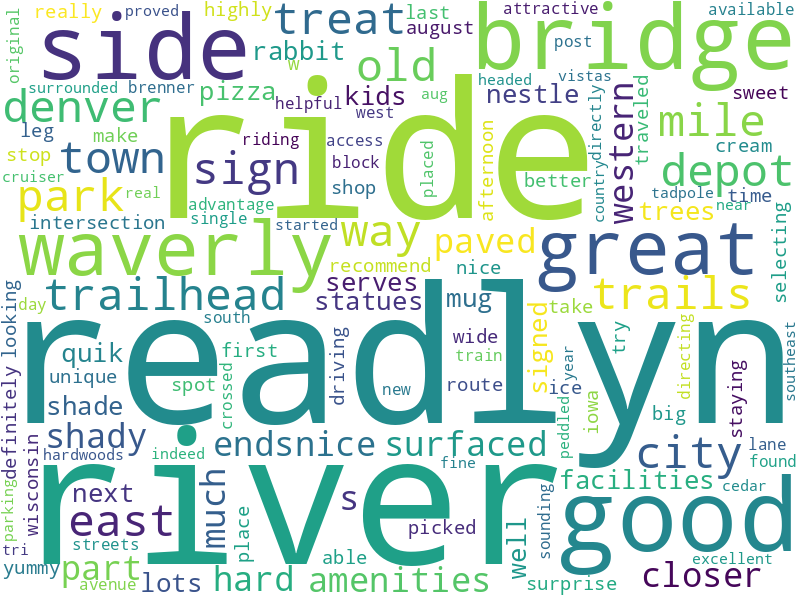 really
proved
highly
treat
last
attractive
available
original
side
rabbit
august
bridge
post
surrounded
brenner
pizza
w
old
headed
vistas
denver
helpful
kids
aug
nestle
directly
traveled
sweet
leg
make
riding
west
ride
western
mile
stop
town
sign
access
block
placed
afternoon
country
cream
cruiser
park
real
shop
better
depot
tadpole
time
near
advantage
single
trees
intersection
started
waverly
way
paved
great
selecting
recommend
nice
trailhead
serves
statues
mug
take
trails
day
looking
south
definitely
readlyn
signed
try
directing
southeast
quik
first
driving
wide
train
unique
spot
new
route
ice
year
iowa
staying
shade
crossed
big
shady
endsnice
surfaced
peddled
city
lane
found
wisconsin
hardwoods
indeed
fine
facilities
cedar
parking
next
much
river
s
well
sounding
good
east
place
picked
tri
streets
able
excellent
yummy
part
avenue
lots
hard
amenities
surprise
closer